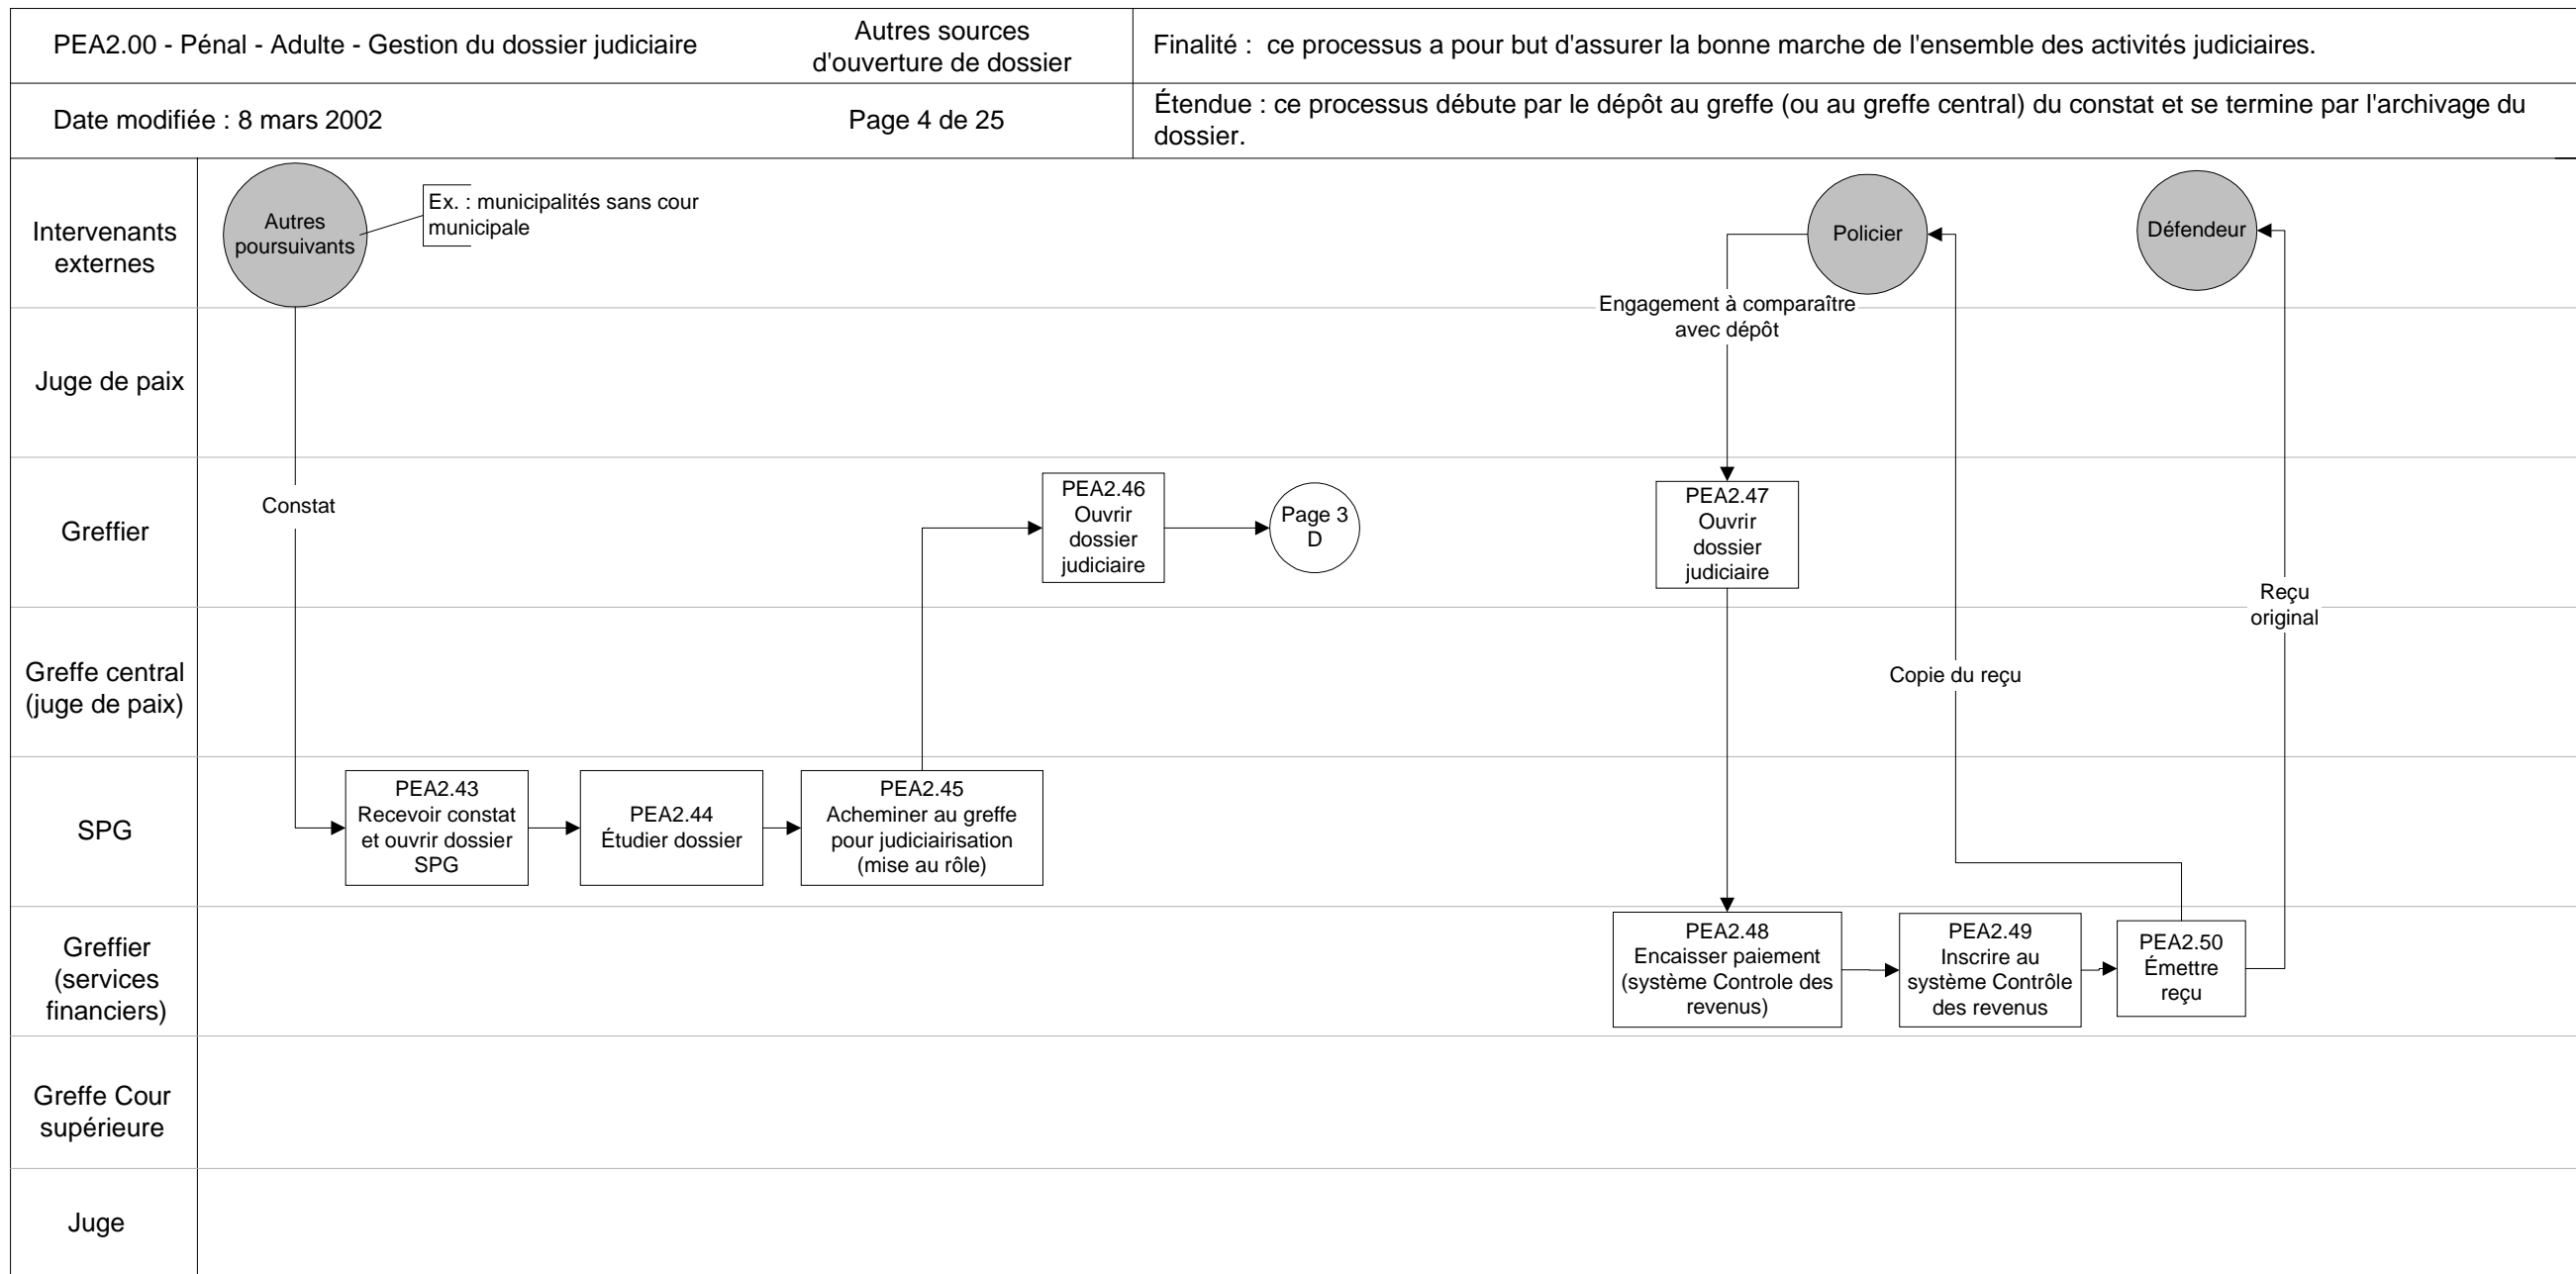 PEA2.00 - Pénal - Adulte - Gestion du dossier judiciaire
Autres sources
d'ouverture de dossier
Finalité :  ce processus a pour but d'assurer la bonne marche de l'ensemble des activités judiciaires.
Date modifiée : 8 mars 2002
Page 4 de 25
Étendue : ce processus débute par le dépôt au greffe (ou au greffe central) du constat et se termine par l'archivage du
dossier.
Intervenants
externes
Autres
poursuivants
Ex. : municipalités sans cour
municipale
Policier
Défendeur
Engagement à comparaître
avec dépôt
Juge de paix
Greffier
Constat
PEA2.46
Ouvrir
dossier
judiciaire
Page 3
D
PEA2.47
Ouvrir
dossier
judiciaire
Reçu
original
Greffe central
(juge de paix)
Copie du reçu
SPG
PEA2.43
Recevoir constat
et ouvrir dossier
SPG
PEA2.44
Étudier dossier
PEA2.45
Acheminer au greffe
pour judiciairisation
(mise au rôle)
Greffier
(services
financiers)
PEA2.48
Encaisser paiement
(système Controle des
revenus)
PEA2.49
Inscrire au
système Contrôle
des revenus
PEA2.50
Émettre
reçu
Greffe Cour
supérieure
Juge